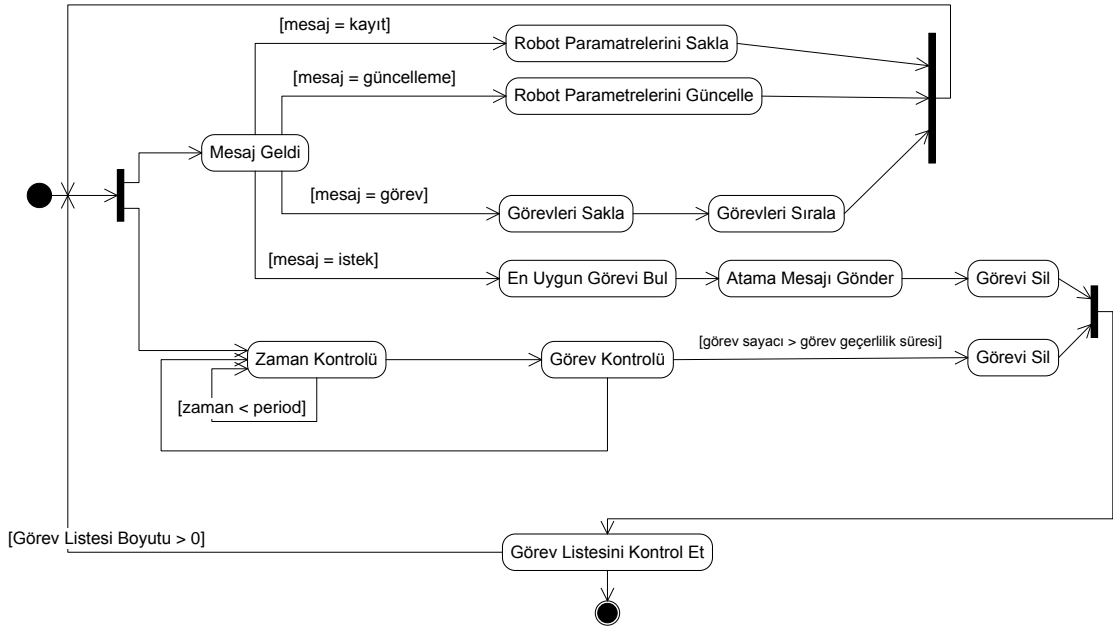 [mesaj = kayıt]
Robot Paramatrelerini Sakla
[mesaj = güncelleme]
Robot Parametrelerini Güncelle
Mesaj Geldi
[mesaj = görev]
Görevleri Sakla
Görevleri Sırala
[mesaj = istek]
En Uygun Görevi Bul
Atama Mesajı Gönder
Görevi Sil
Zaman Kontrolü
Görev Kontrolü
[görev sayacı > görev geçerlilik süresi]
Görevi Sil
[zaman < period]
[Görev Listesi Boyutu > 0]
Görev Listesini Kontrol Et